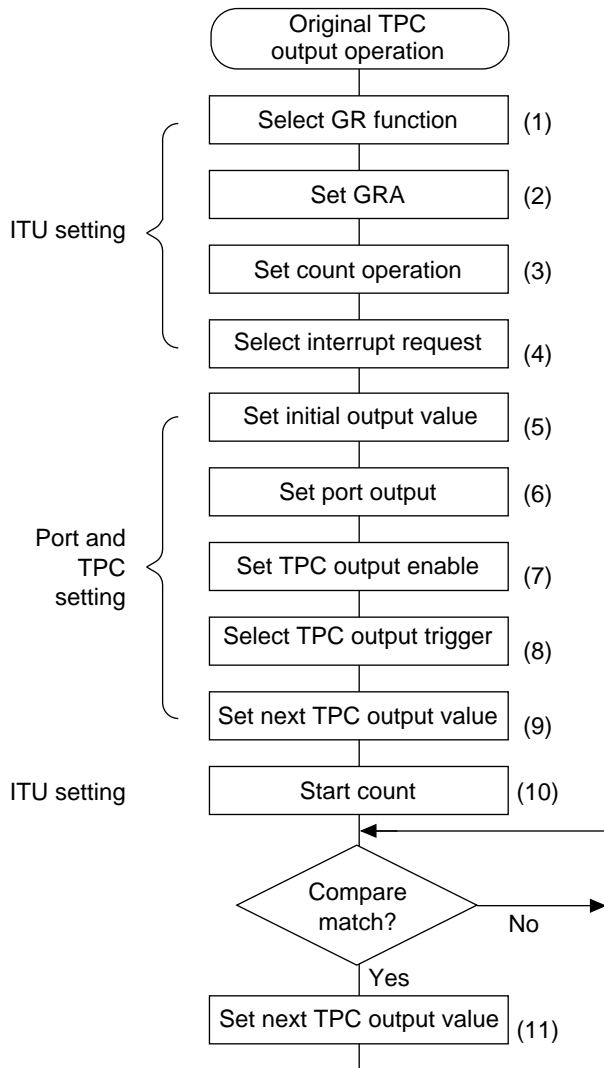 Original TPC
output operation
Select GR function (1)
Set GRA (2)
ITU setting
Set count operation (3)
Select interrupt request (4)
Set initial output value (5)
Set port output (6)
Port and
TPC
setting
Set TPC output enable (7)
Select TPC output trigger (8)
Set next TPC output value (9)
ITU setting
Start count (10)
Compare
match?
No
Yes
Set next TPC output value (11)